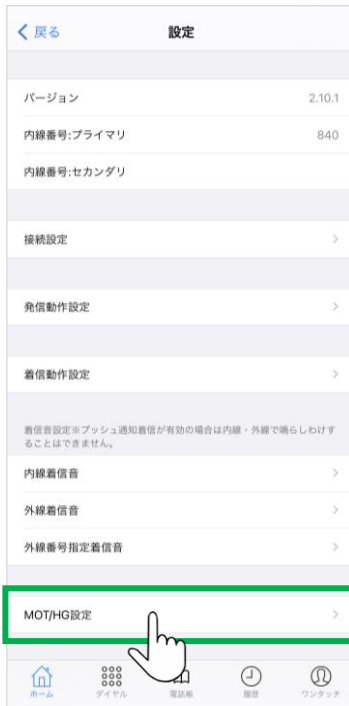 戻る
設定
バージョン 2.10.1
内線番号:プライマリ 840
内線番号:セカンダリ
接続設定
発信動作設定
着信動作設定
着信音設定※プッシュ通知着信が有効の場合は内線・外線で鳴らしわけす
ることはできません。
内線着信音
外線着信音
外線番号指定着信音
MOT/HG設定
ホーム ダイヤル 電話帳 履歴 ワンタッチ